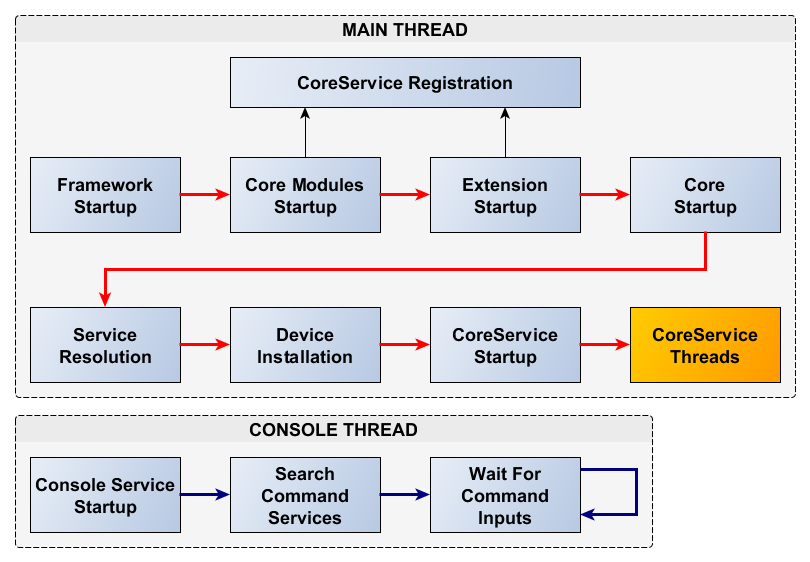 MAIN THREAD
CoreService Registration
Framework
Startup
Core Modules
Startup
Extension
Startup
Core
Startup
Service
Resolution
Device
Installation
CoreService
Startup
CoreService
Threads
CONSOLE THREAD
Console Service
Startup
Search
Command
Services
Wait For
Command
Inputs